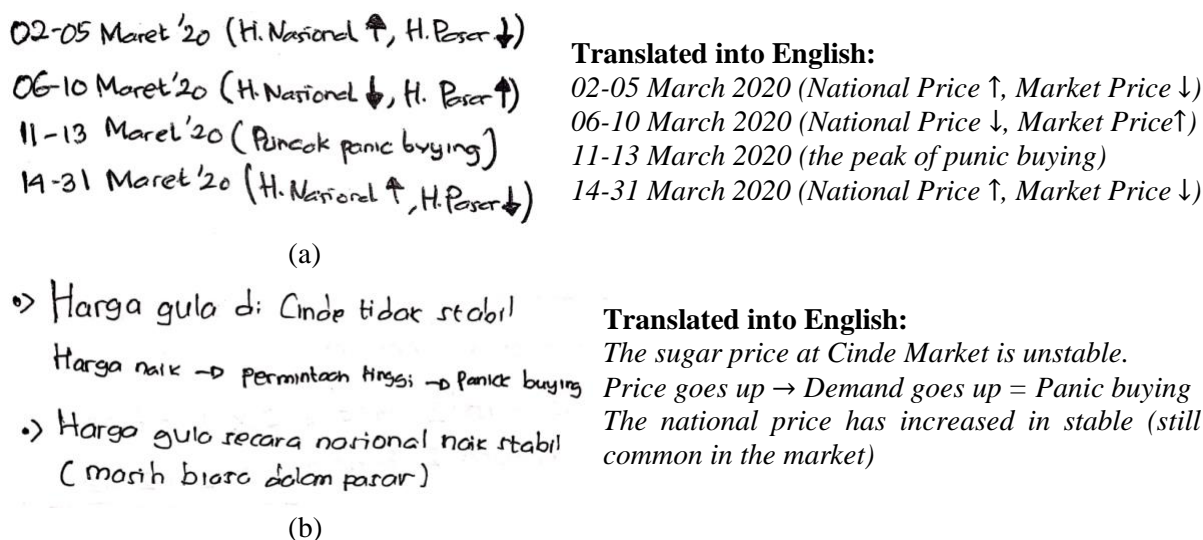 02-05 Maret '20 (H. Nasional ↑, H. Pasar ↓)
06-10 Maret '20 (H. Nasional ↓, H. Pasar ↑)
11-13 Maret '20 (Puncak panic buying)
14-31 Maret '20 (H. Nasional ↑, H. Pasar ↓)
(a)
Translated into English:
02-05 March 2020 (National Price ↑, Market Price ↓)
06-10 March 2020 (National Price ↓, Market Price↑)
11-13 March 2020 (the peak of punic buying)
14-31 March 2020 (National Price ↑, Market Price ↓)
•> Harga gula di Cinde tidak stabil
Harga naik → permintaan tinggi → Panick buying
•> Harga gula secara nasional naik stabil
(masih biasa dalam pasar)
(b)
Translated into English:
The sugar price at Cinde Market is unstable.
Price goes up → Demand goes up = Panic buying
The national price has increased in stable (still
common in the market)